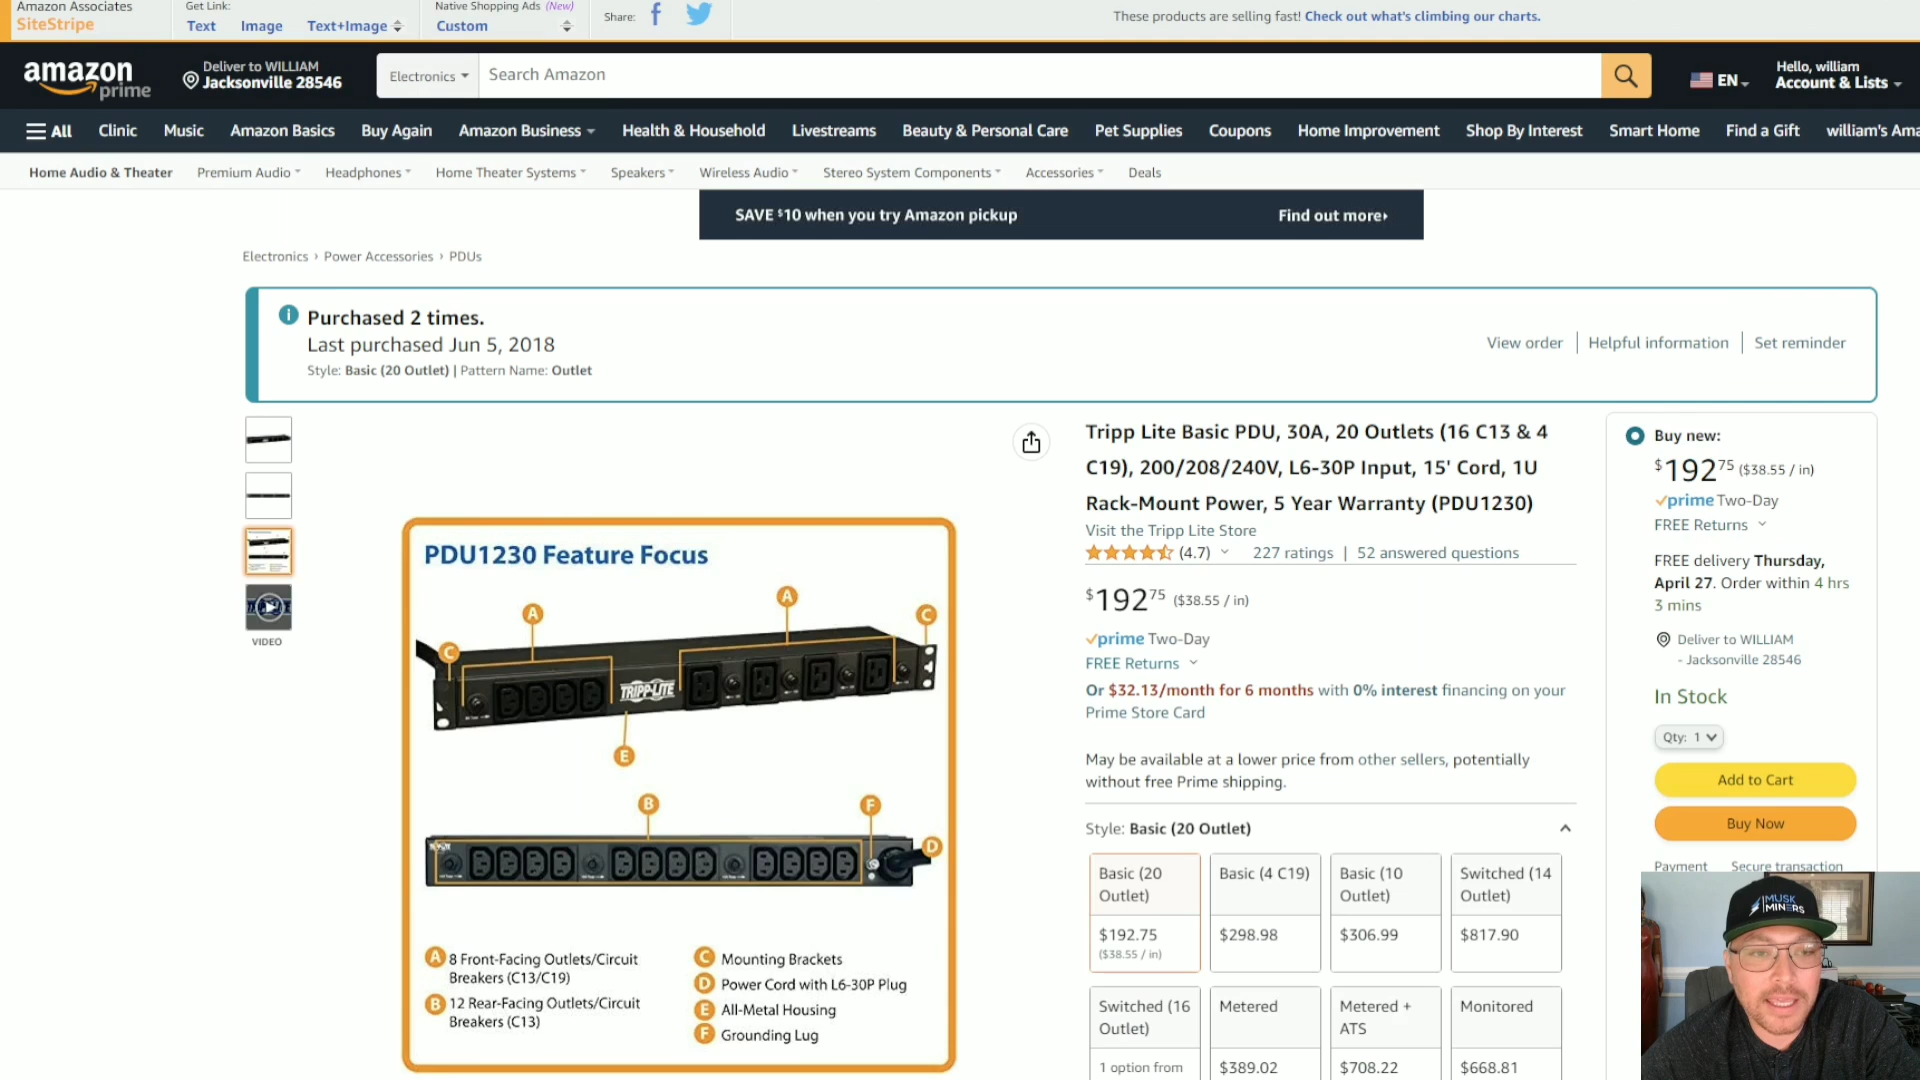 Amazon Associates
SiteStripe
Get Link:
Text
Image
Text+Image
Native Shopping Ads (New)
Custom
Share:
These products are selling fast! Check out what's climbing our charts.
amazon
prime
Deliver to WILLIAM
Jacksonville 28546
Electronics
Search Amazon
EN
Hello, william
Account & Lists
All
Clinic
Music
Amazon Basics
Buy Again
Amazon Business
Health & Household
Livestreams
Beauty & Personal Care
Pet Supplies
Coupons
Home Improvement
Shop By Interest
Smart Home
Find a Gift
william's Ama
Home Audio & Theater
Premium Audio
Headphones
Home Theater Systems
Speakers
Wireless Audio
Stereo System Components
Accessories
Deals
SAVE $10 when you try Amazon pickup
Find out more
Electronics › Power Accessories › PDUs
Purchased 2 times.
Last purchased Jun 5, 2018
Style: Basic (20 Outlet) | Pattern Name: Outlet
View order
Helpful information
Set reminder
VIDEO
PDU1230 Feature Focus
A
A
C
C
TRIPP-LITE
E
B
F
D
A 8 Front-Facing Outlets/Circuit
Breakers (C13/C19)
B 12 Rear-Facing Outlets/Circuit
Breakers (C13)
C Mounting Brackets
D Power Cord with L6-30P Plug
E All-Metal Housing
F Grounding Lug
Tripp Lite Basic PDU, 30A, 20 Outlets (16 C13 & 4
C19), 200/208/240V, L6-30P Input, 15' Cord, 1U
Rack-Mount Power, 5 Year Warranty (PDU1230)
Visit the Tripp Lite Store
(4.7)
227 ratings | 52 answered questions
$192 75 ($38.55 / in)
prime Two-Day
FREE Returns
Or $32.13/month for 6 months with 0% interest financing on your
Prime Store Card
May be available at a lower price from other sellers, potentially
without free Prime shipping.
Style: Basic (20 Outlet)
Basic (20
Outlet)
$192.75
($38.55 / in)
Basic (4 C19)
$298.98
Basic (10
Outlet)
$306.99
Switched (14
Outlet)
$817.90
Switched (16
Outlet)
1 option from
Metered
$389.02
Metered +
ATS
$708.22
Monitored
$668.81
Buy new:
$192 75 ($38.55 / in)
prime Two-Day
FREE Returns
FREE delivery Thursday,
April 27. Order within 4 hrs
3 mins
Deliver to WILLIAM
- Jacksonville 28546
In Stock
Qty: 1
Add to Cart
Buy Now
Payment
Secure transaction
MUSK
MINERS